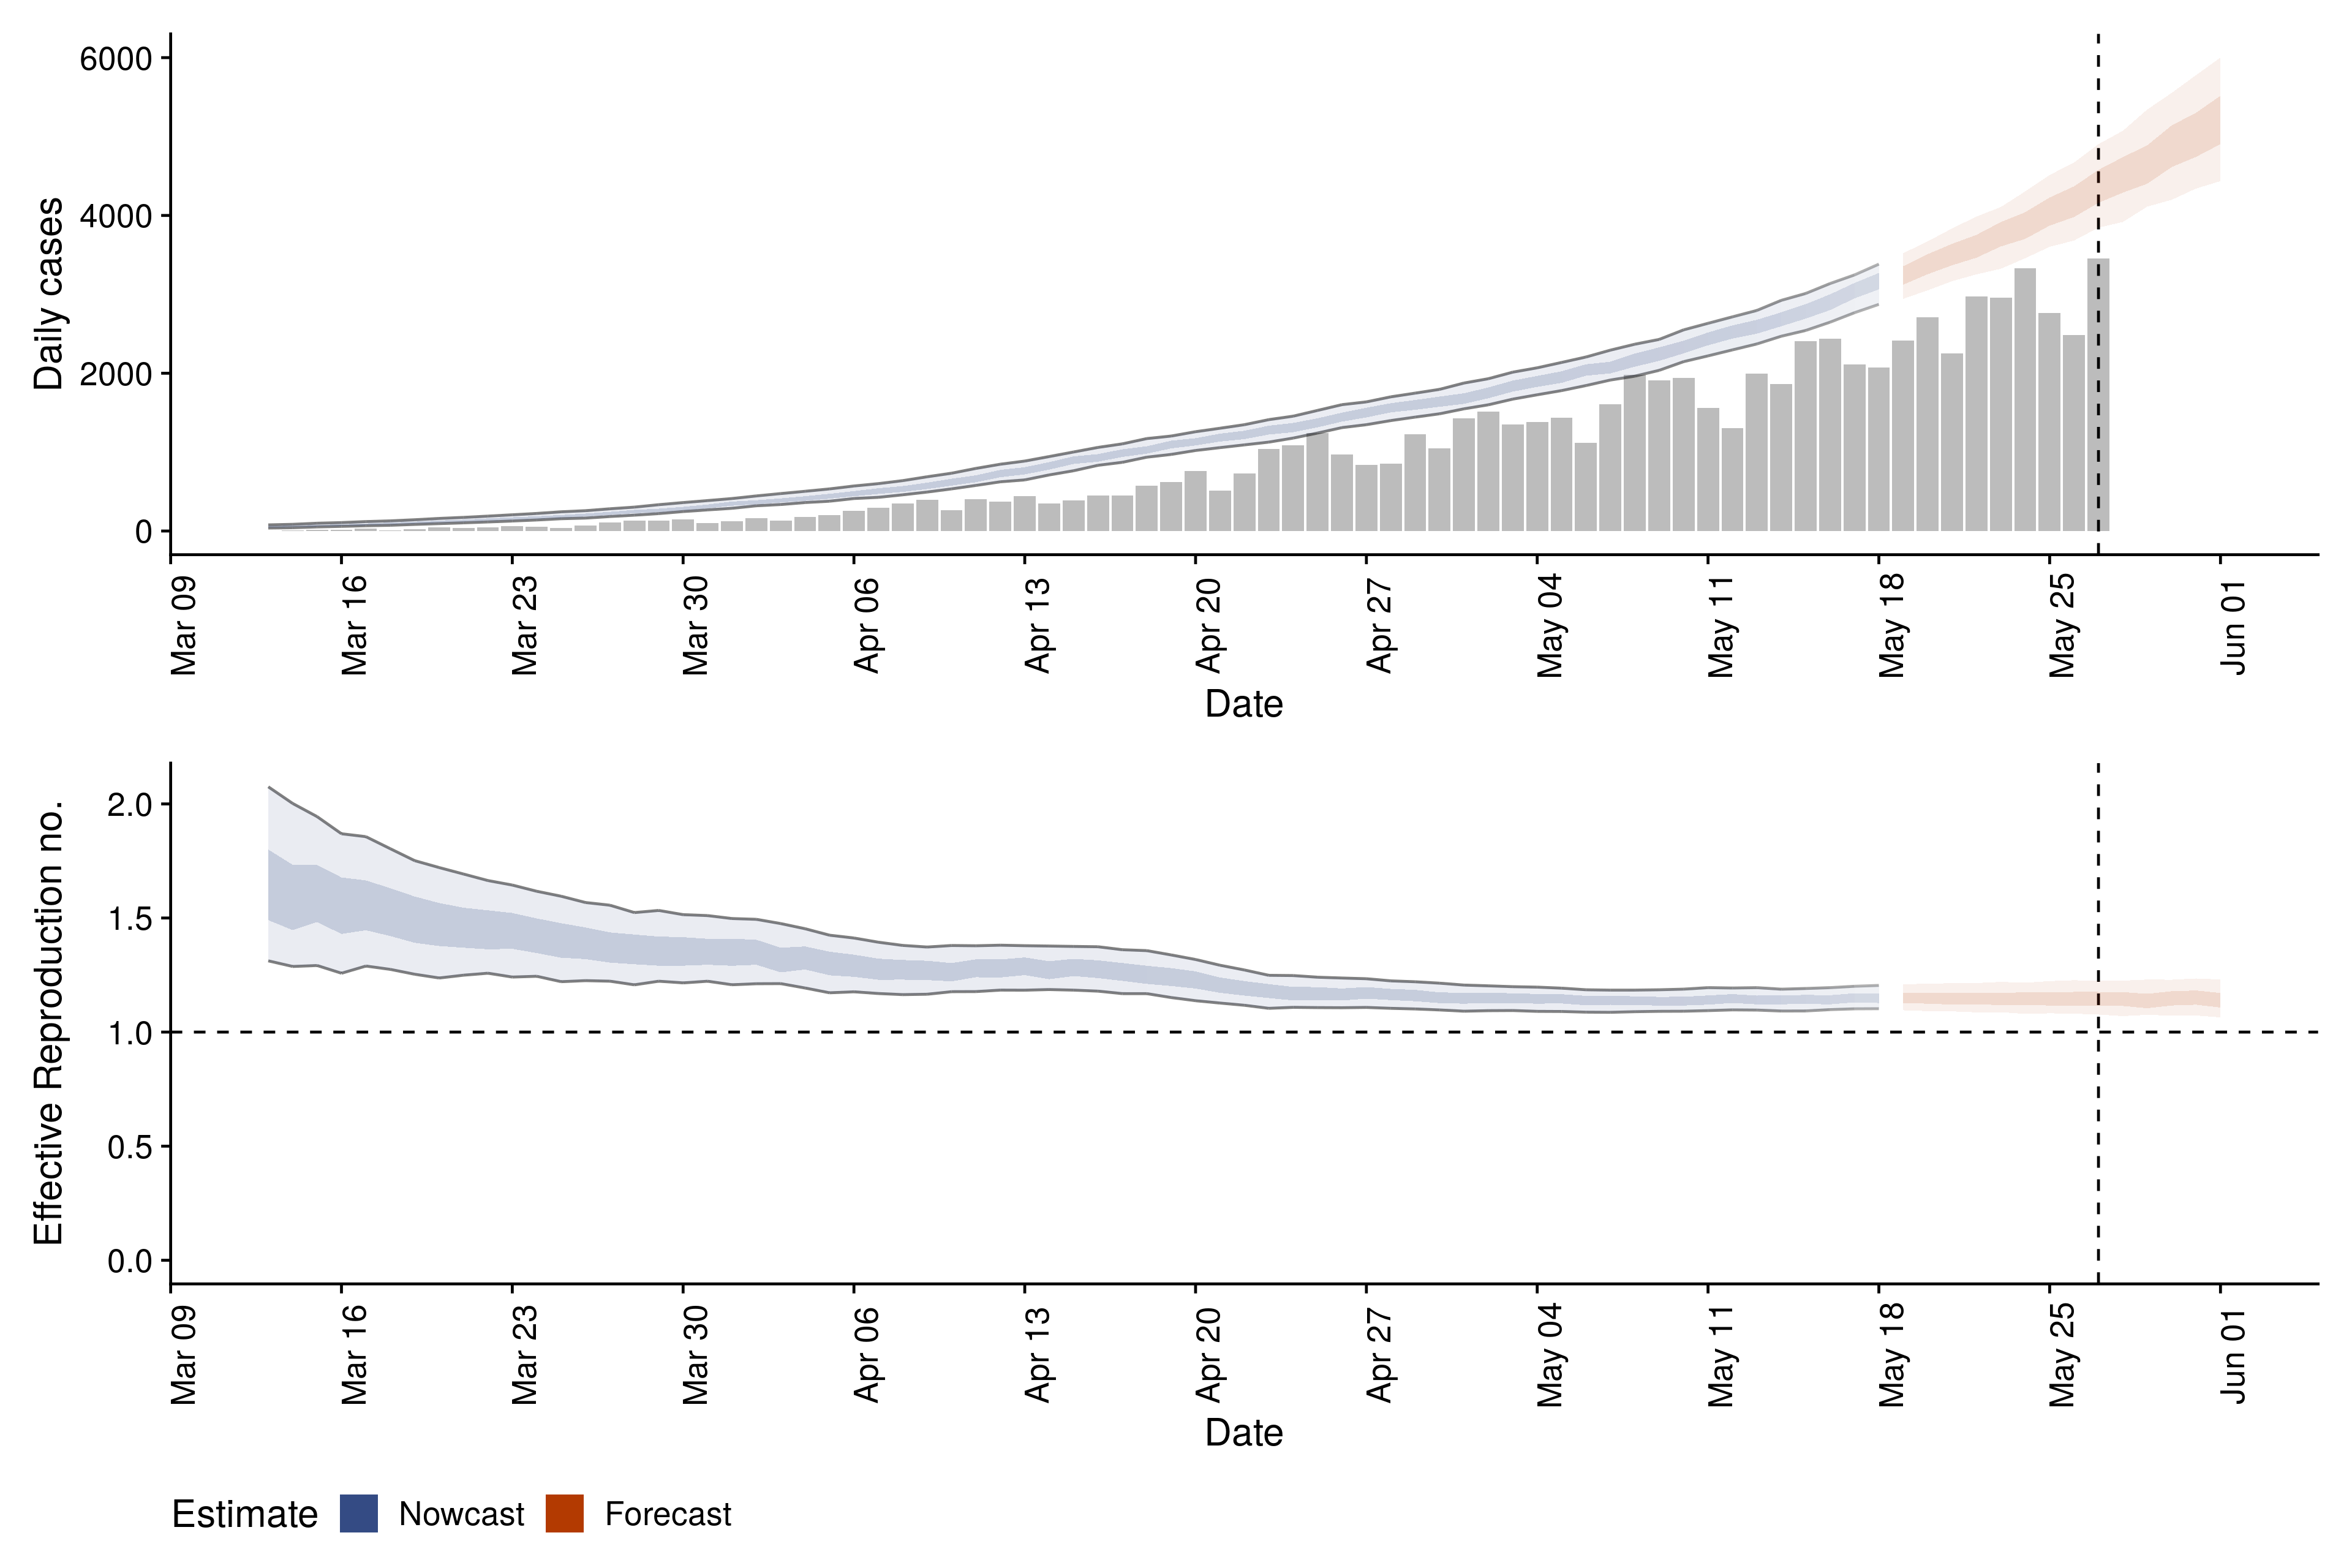 Daily cases
6000
4000
2000
0
Mar 09
Mar 16
Mar 23
Mar 30
Apr 06
Apr 13
Apr 20
Apr 27
May 04
May 11
May 18
May 25
Jun 01
Date
Effective Reproduction no.
2.0
1.5
1.0
0.5
0.0
Mar 09
Mar 16
Mar 23
Mar 30
Apr 06
Apr 13
Apr 20
Apr 27
May 04
May 11
May 18
May 25
Jun 01
Date
Estimate Nowcast Forecast